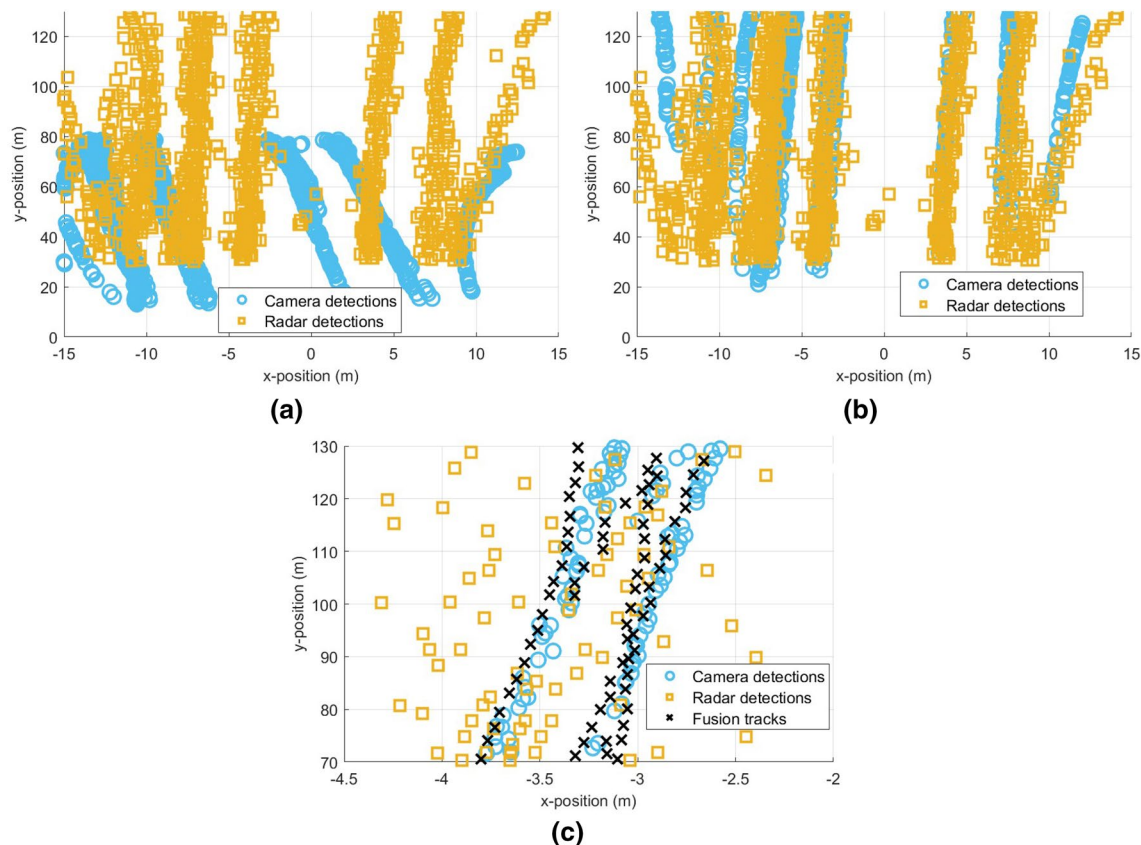 120
100
80
60
40
20
0
y-position (m)
-15
-10
-5
0
5
10
15
x-position (m)
Camera detections
Radar detections
(a)
120
100
80
60
40
20
0
y-position (m)
-15
-10
-5
0
5
10
15
x-position (m)
Camera detections
Radar detections
(b)
130
120
110
100
90
80
70
y-position (m)
-4.5
-4
-3.5
-3
-2.5
-2
x-position (m)
Camera detections
Radar detections
Fusion tracks
(c)